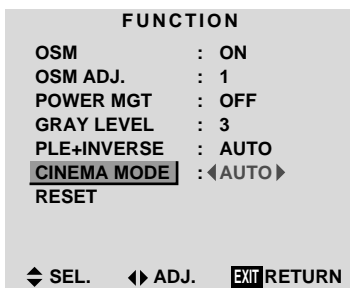 FUNCTION
OSM : ON
OSM ADJ. : 1
POWER MGT : OFF
GRAY LEVEL : 3
PLE+INVERSE : AUTO
CINEMA MODE : AUTO
RESET
SEL. ADJ. EXIT RETURN